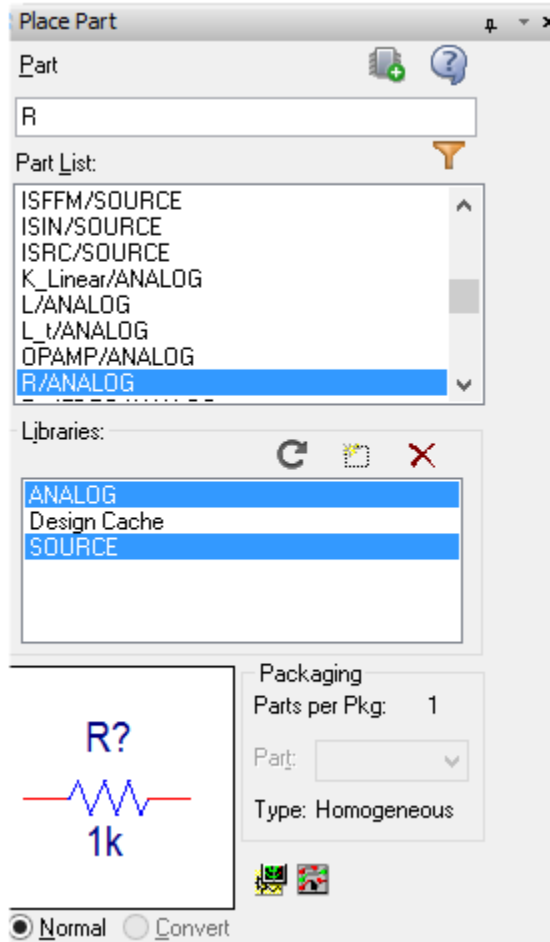 Place Part
Part
R
Part List:
ISFFM/SOURCE
ISIN/SOURCE
ISRC/SOURCE
K_Linear/ANALOG
L/ANALOG
L_t/ANALOG
OPAMP/ANALOG
R/ANALOG
Libraries:
ANALOG
Design Cache
SOURCE
R?
1k
Packaging
Parts per Pkg: 1
Part:
Type: Homogeneous
Normal Convert